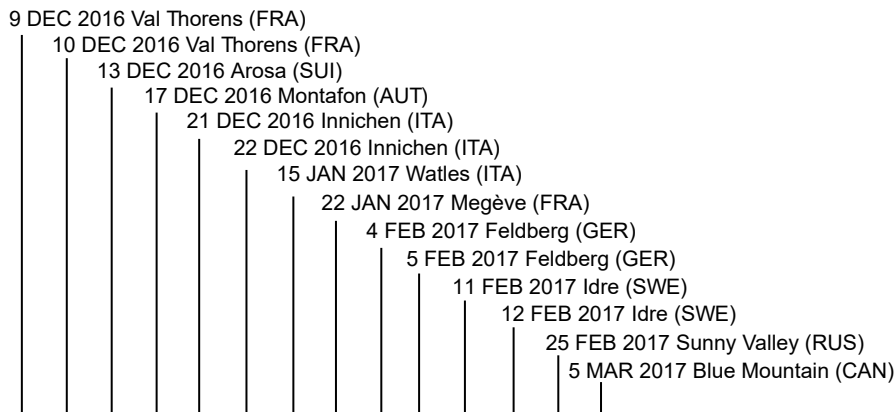 9 DEC 2016 Val Thorens (FRA)
10 DEC 2016 Val Thorens (FRA)
13 DEC 2016 Arosa (SUI)
17 DEC 2016 Montafon (AUT)
21 DEC 2016 Innichen (ITA)
22 DEC 2016 Innichen (ITA)
15 JAN 2017 Watles (ITA)
22 JAN 2017 Megève (FRA)
4 FEB 2017 Feldberg (GER)
5 FEB 2017 Feldberg (GER)
11 FEB 2017 Idre (SWE)
12 FEB 2017 Idre (SWE)
25 FEB 2017 Sunny Valley (RUS)
5 MAR 2017 Blue Mountain (CAN)